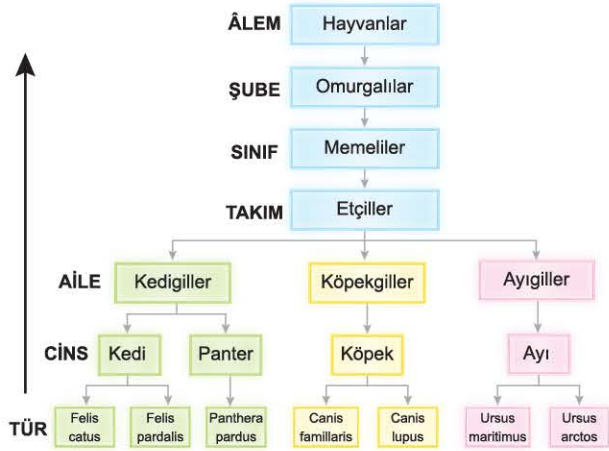 ÂLEM Hayvanlar
ŞUBE Omurgalılar
SINIF Memeliler
TAKIM Etçiller
AİLE Kedigiller Köpekgiller Ayıgiller
CİNS Kedi Panter Köpek Ayı
TÜR
Felis
catus
Felis
pardalis
Panthera
pardus
Canis
famillaris
Canis
lupus
Ursus
maritimus
Ursus
arctos